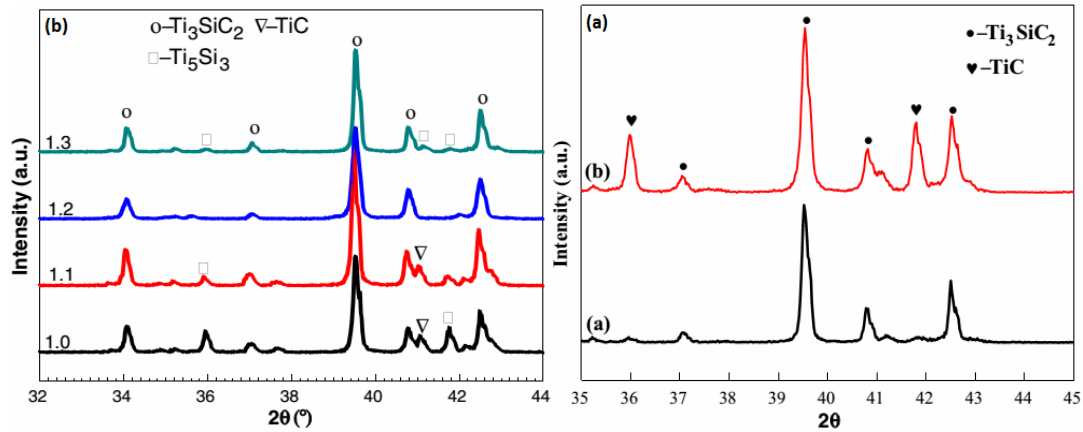 (b)
o–Ti3SiC2 ∇–TiC
□–Ti5Si3
o
o
o
o
o
□
□
□
1.3
1.2
□
∇
1.1
∇
□
1.0
Intensity (a.u.)
32 34 36 38 40 42 44
2θ (°)
(a)
●–Ti3SiC2
♥–TiC
●
♥
♥
●
●
●
(b)
(a)
Intensity (a.u.)
35 36 37 38 39 40 41 42 43 44 45
2θ